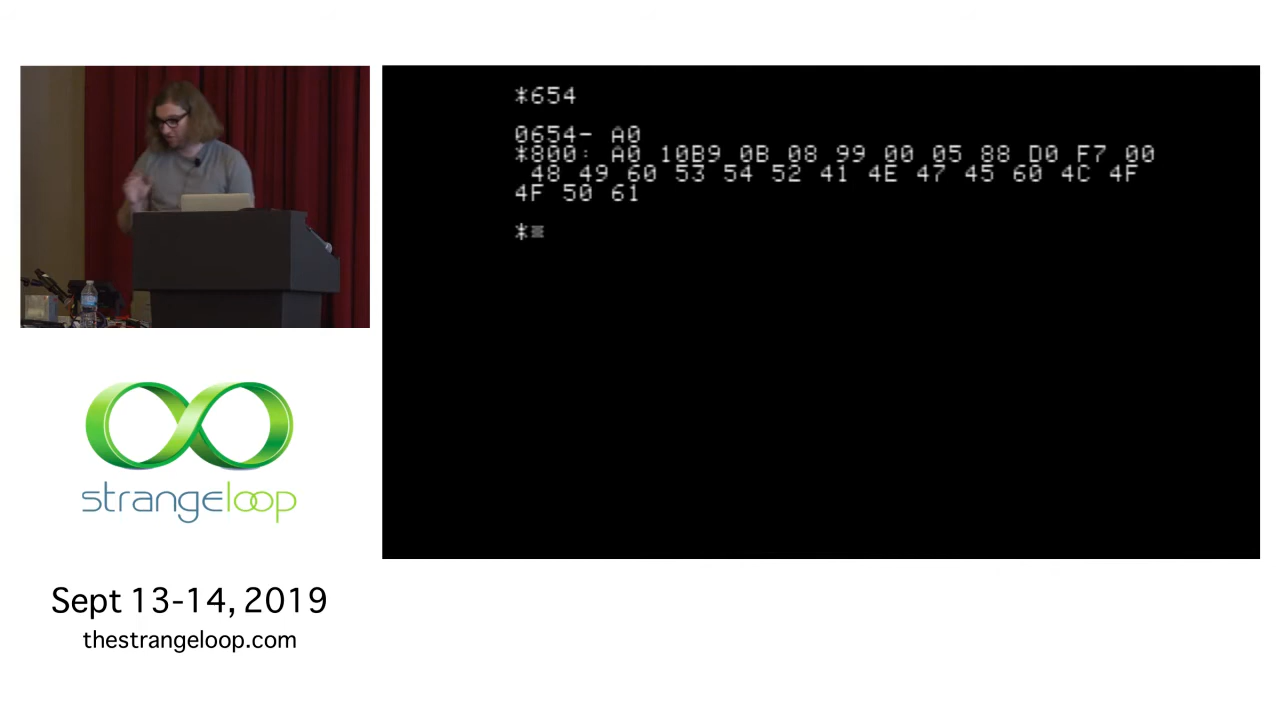 *654
0654- A0
*800: A0 10B9 0B 08 99 00 05 88 D0 F7 00
48 49 60 53 54 52 41 4E 47 45 60 4C 4F
4F 50 61
*
strangeloop
Sept 13-14, 2019
thestrangeloop.com